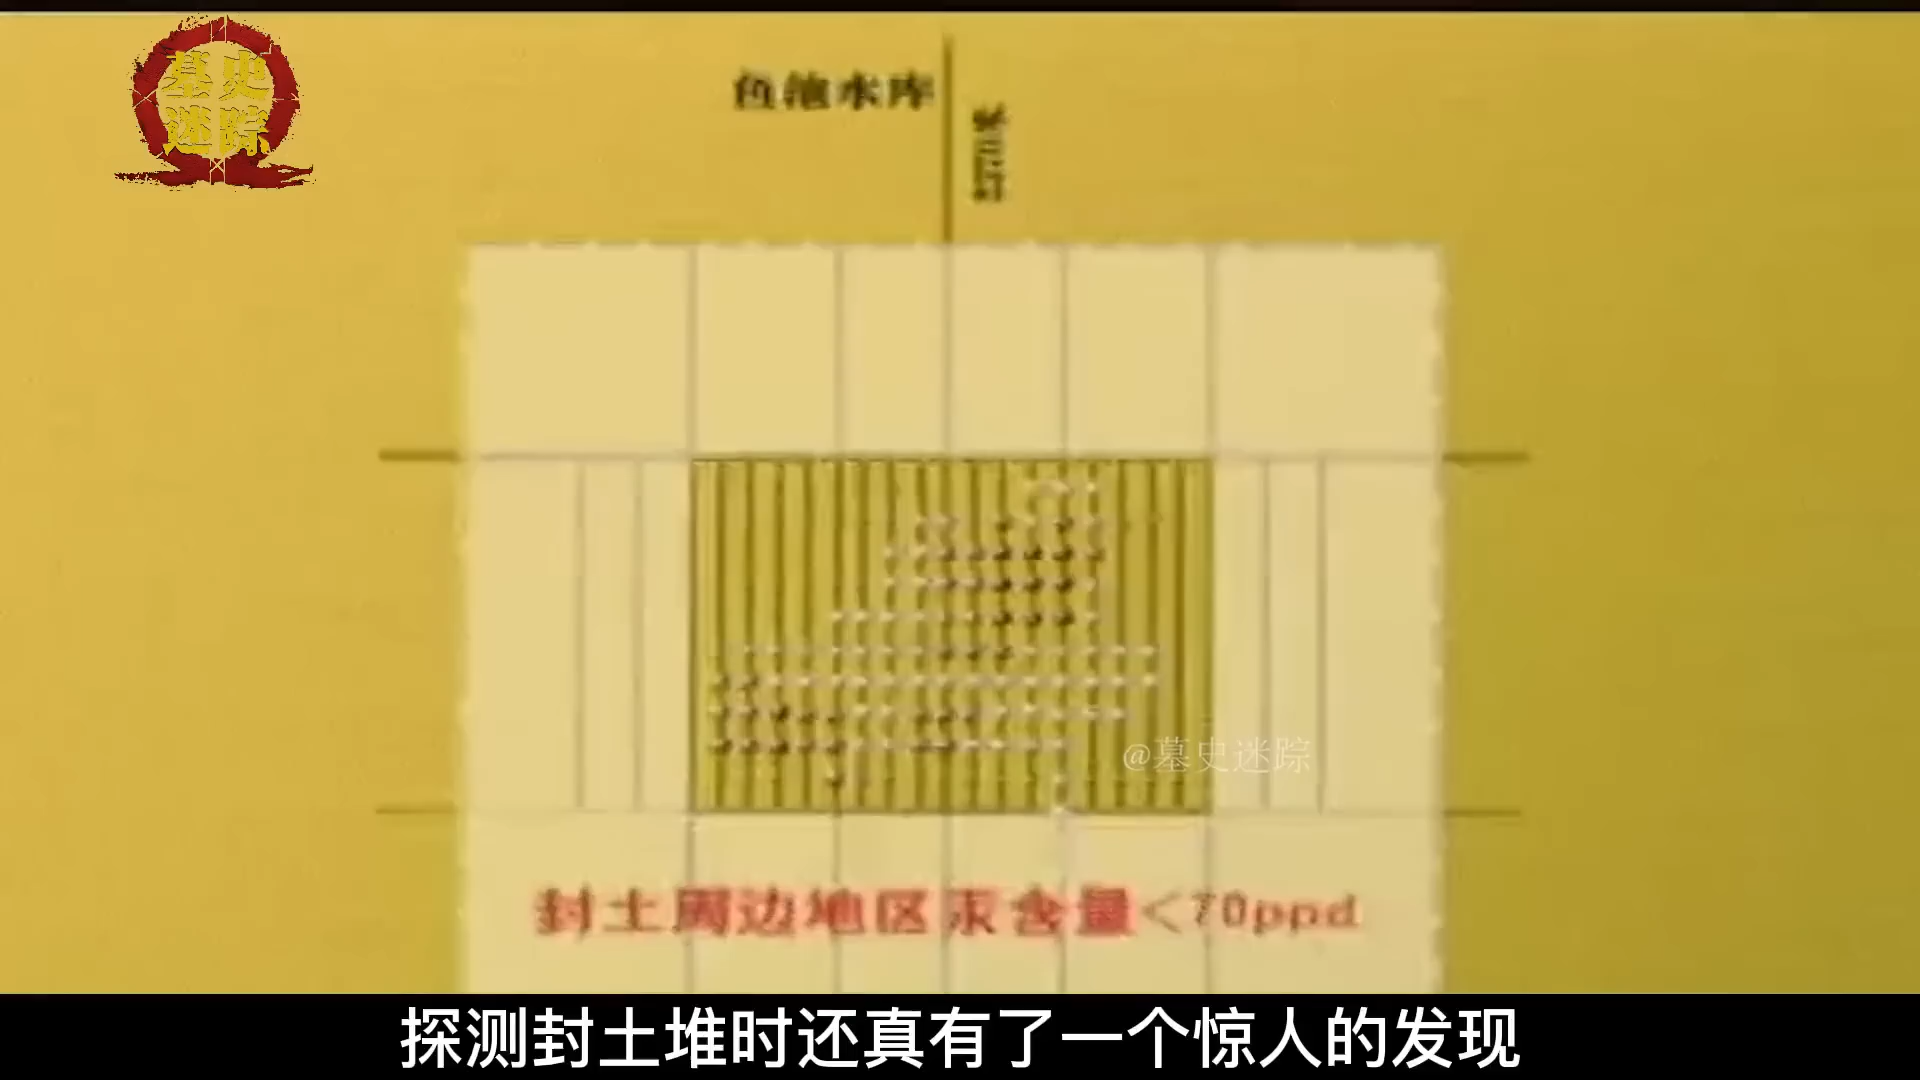 墓史
迷踪
鱼池水库
@墓史迷踪
封土周边地区汞含量<70ppd
探测封土堆时还真有了一个惊人的发现